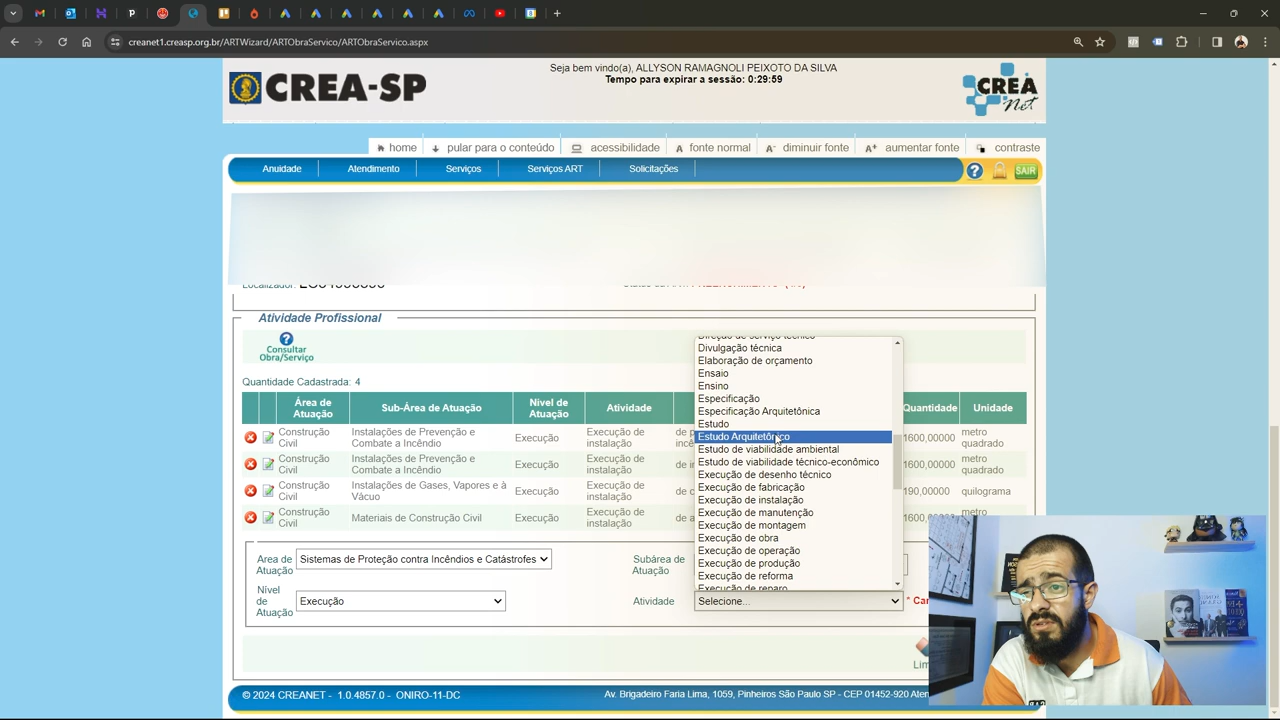 creanet1.creasp.org.br/ARTWizard/ARTObraServico/ARTObraServico.aspx
CREA-SP
Seja bem vindo(a), ALLYSON RAMAGNOLI PEIXOTO DA SILVA
Tempo para expirar a sessão: 0:29:59
CREA
Net
home
pular para o conteúdo
acessibilidade
A fonte normal
A- diminuir fonte
A+ aumentar fonte
contraste
Anuidade
Atendimento
Serviços
Serviços ART
Solicitações
SAIR
Localizador:
Atividade Profissional
Consultar
Obra/Serviço
Quantidade Cadastrada: 4
Área de Atuação Sub-Área de Atuação Nível de Atuação Atividade Quantidade Unidade
Construção Civil Instalações de Prevenção e Combate a Incêndio Execução Execução de instalação 1600,00000 metro quadrado
Construção Civil Instalações de Prevenção e Combate a Incêndio Execução Execução de instalação 1600,00000 metro quadrado
Construção Civil Instalações de Gases, Vapores e à Vácuo Execução Execução de instalação 190,00000 quilograma
Construção Civil Materiais de Construção Civil Execução Execução de instalação metro quadrado
Direção de serviço técnico
Divulgação técnica
Elaboração de orçamento
Ensaio
Ensino
Especificação
Especificação Arquitetônica
Estudo
Estudo Arquitetônico
Estudo de viabilidade ambiental
Estudo de viabilidade técnico-econômico
Execução de desenho técnico
Execução de fabricação
Execução de instalação
Execução de manutenção
Execução de montagem
Execução de obra
Execução de operação
Execução de produção
Execução de reforma
Execução de reparo
Area de Atuação Sistemas de Proteção contra Incêndios e Catástrofes
Subárea de Atuação
Nível de Atuação Execução
Atividade Selecione...
© 2024 CREANET - 1.0.4857.0 - ONIRO-11-DC
Av. Brigadeiro Faria Lima, 1059, Pinheiros São Paulo SP - CEP 01452-920